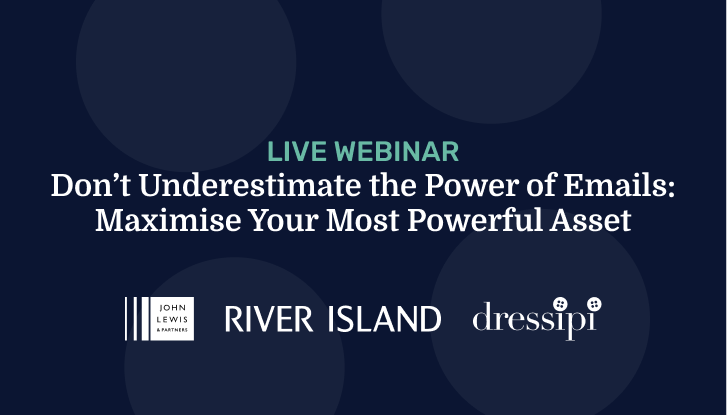 LIVE WEBINAR
Don’t Underestimate the Power of Emails:
Maximise Your Most Powerful Asset
JOHN
LEWIS
& PARTNERS
RIVER ISLAND
dressipi